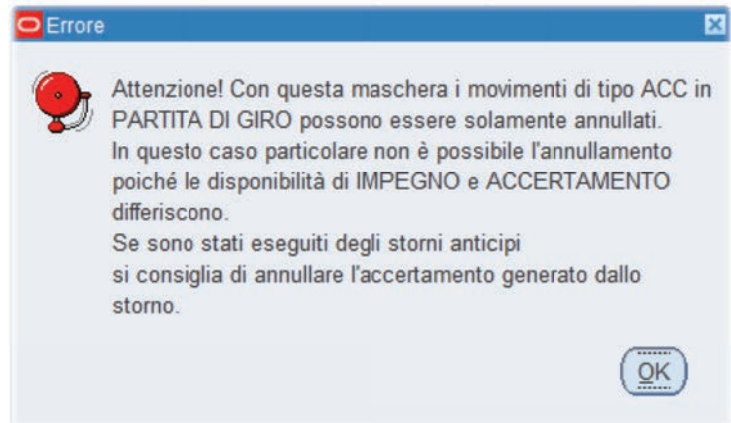 Errore
Attenzione! Con questa maschera i movimenti di tipo ACC in
PARTITA DI GIRO possono essere solamente annullati.
In questo caso particolare non è possibile l'annullamento
poiché le disponibilità di IMPEGNO e ACCERTAMENTO
differiscono.
Se sono stati eseguiti degli storni anticipi
si consiglia di annullare l'accertamento generato dallo
storno.
OK